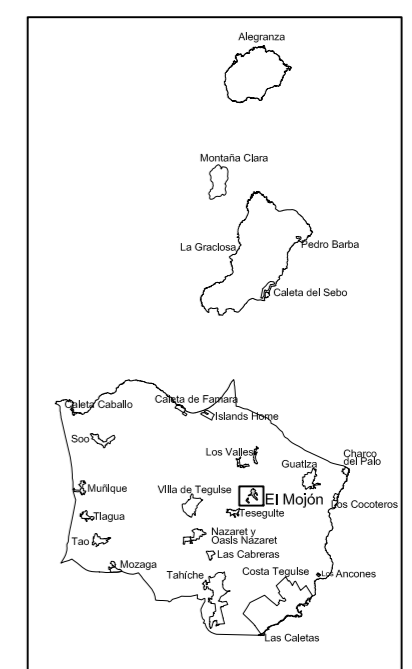 Alegranza
Montaña Clara
La Graclosa
Pedro Barba
Caleta del Sebo
Caleta Caballo
Caleta de Famara
Islands Home
Soo
Los Valles
Guatlza
Charco
del Palo
Muñlque
VIlla de Tegulse
El Mojón
Los Cocoteros
Tlagua
Tesegulte
Tao
Nazaret y
Oasls Nazaret
Las Cabreras
Mozaga
Tahíche
Costa Tegulse
Los Ancones
Las Caletas